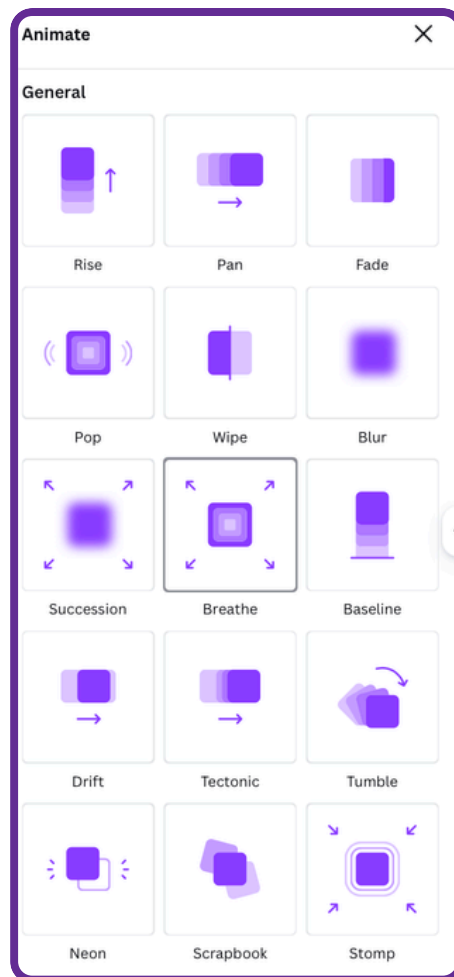 Animate
General
Rise
Pan
Fade
Pop
Wipe
Blur
Succession
Breathe
Baseline
Drift
Tectonic
Tumble
Neon
Scrapbook
Stomp